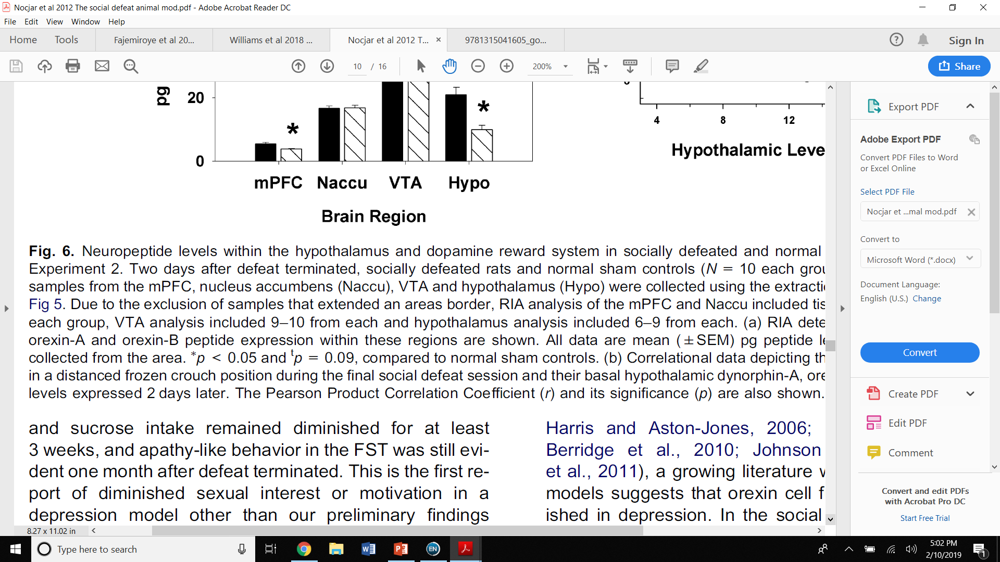 Nocjar et al 2012 The social defeat animal mod.pdf - Adobe Acrobat Reader DC
File Edit View Window Help
Home Tools Fajemiroye et al 20... Williams et al 2018 ... Nocjar et al 2012 T... × 9781315041605_go... Sign In
10 / 16 200% Share
pg 20
*
*
0
mPFC Naccu VTA Hypo
Brain Region
4 8 12
Hypothalamic Leve
Fig. 6. Neuropeptide levels within the hypothalamus and dopamine reward system in socially defeated and normal
Experiment 2. Two days after defeat terminated, socially defeated rats and normal sham controls (N = 10 each grou
samples from the mPFC, nucleus accumbens (Naccu), VTA and hypothalamus (Hypo) were collected using the extracti
Fig 5. Due to the exclusion of samples that extended an areas border, RIA analysis of the mPFC and Naccu included tis
each group, VTA analysis included 9–10 from each and hypothalamus analysis included 6–9 from each. (a) RIA dete
orexin-A and orexin-B peptide expression within these regions are shown. All data are mean (±SEM) pg peptide le
collected from the area. *p < 0.05 and tp = 0.09, compared to normal sham controls. (b) Correlational data depicting th
in a distanced frozen crouch position during the final social defeat session and their basal hypothalamic dynorphin-A, ore
levels expressed 2 days later. The Pearson Product Correlation Coefficient (r) and its significance (p) are also shown.
and sucrose intake remained diminished for at least
3 weeks, and apathy-like behavior in the FST was still evi-
dent one month after defeat terminated. This is the first re-
port of diminished sexual interest or motivation in a
depression model other than our preliminary findings
Harris and Aston-Jones, 2006;
Berridge et al., 2010; Johnson
et al., 2011), a growing literature w
models suggests that orexin cell f
ished in depression. In the social
8.27 x 11.02 in
Export PDF
Adobe Export PDF
Convert PDF Files to Word
or Excel Online
Select PDF File
Nocjar et ...mal mod.pdf
Convert to
Microsoft Word (*.docx)
Document Language:
English (U.S.) Change
Convert
Create PDF
Edit PDF
Comment
Convert and edit PDFs
with Acrobat Pro DC
Start Free Trial
Type here to search
EN
5:02 PM
2/10/2019
1